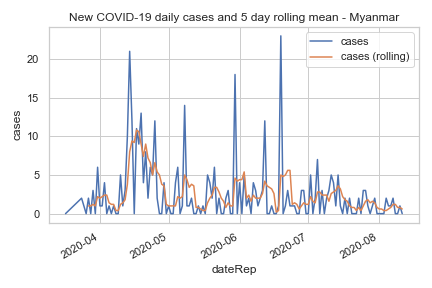 New COVID-19 daily cases and 5 day rolling mean - Myanmar
cases
cases (rolling)
20
15
10
5
0
cases
2020-04
2020-05
2020-06
2020-07
2020-08
dateRep